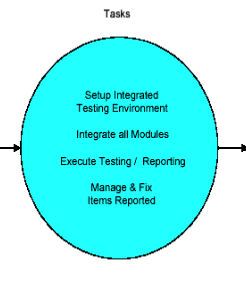 Tasks
Setup Integrated
Testing Environment
Integrate all Modules
Execute Testing / Reporting
Manage & Fix
Items Reported